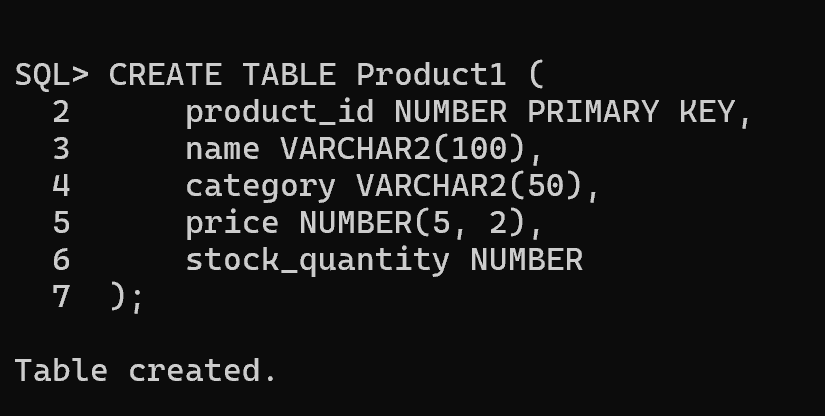 SQL> CREATE TABLE Product1 (
  2      product_id NUMBER PRIMARY KEY,
  3      name VARCHAR2(100),
  4      category VARCHAR2(50),
  5      price NUMBER(5, 2),
  6      stock_quantity NUMBER
  7  );
Table created.